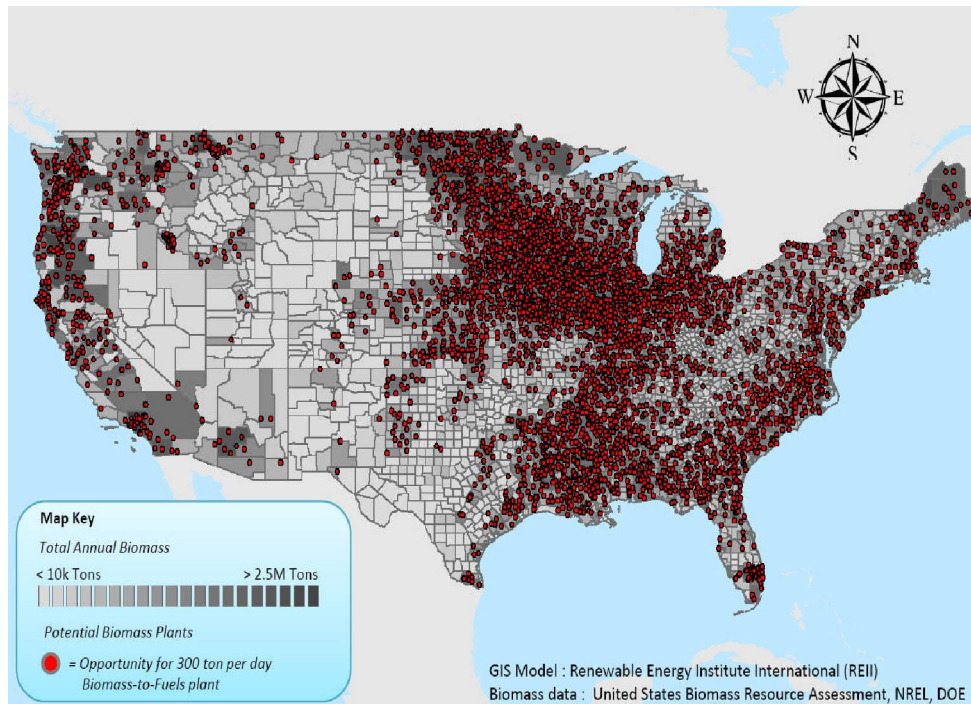 N
W E
S
Map Key
Total Annual Biomass
< 10k Tons > 2.5M Tons
Potential Biomass Plants
= Opportunity for 300 ton per day
Biomass-to-Fuels plant
GIS Model : Renewable Energy Institute International (REII)
Biomass data : United States Biomass Resource Assessment, NREL, DOE